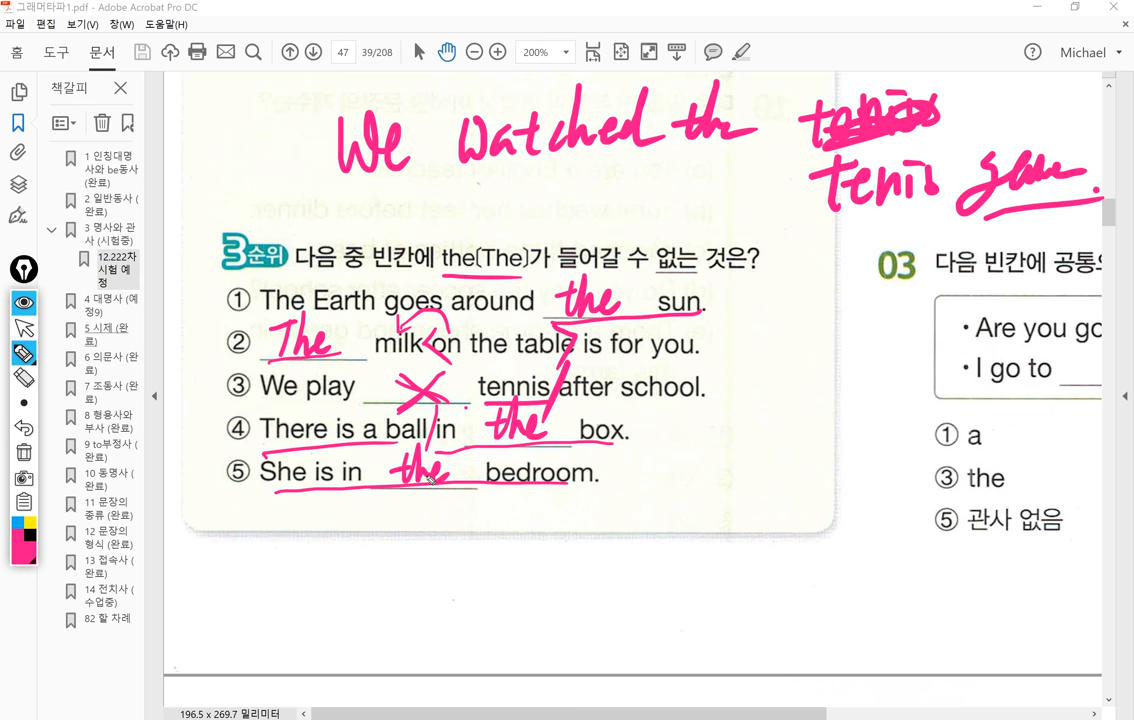 그래머타파1.pdf - Adobe Acrobat Pro DC
파일 편집 보기(V) 창(W) 도움말(H)
홈 도구 문서 47 39/208 200% Michael
책갈피
1 인칭대명
사와 be동사
(완료)
2 일반동사 (
완료)
3 명사와 관
사 (시험중)
12.222차
시험 예
정
4 대명사 (예
정9)
5 시제 (완
료)
6 의문사 (완
료)
7 조동사 (완
료)
8 형용사와
부사 (완료)
9 to부정사 (
완료)
10 동명사 (
완료)
11 문장의
종류 (완료)
12 문장의
형식 (완료)
13 접속사 (
완료)
14 전치사 (
수업중)
82 할 차례
We watched the tenis
tenis game.
3순위 다음 중 빈칸에 the(The)가 들어갈 수 없는 것은?
① The Earth goes around the sun.
② The milk on the table is for you.
③ We play X tennis after school.
④ There is a ball in the box.
⑤ She is in the bedroom.
03 다음 빈칸에 공통으
• Are you go
• I go to
① a
③ the
⑤ 관사 없음
196.5 x 269.7 밀리미터